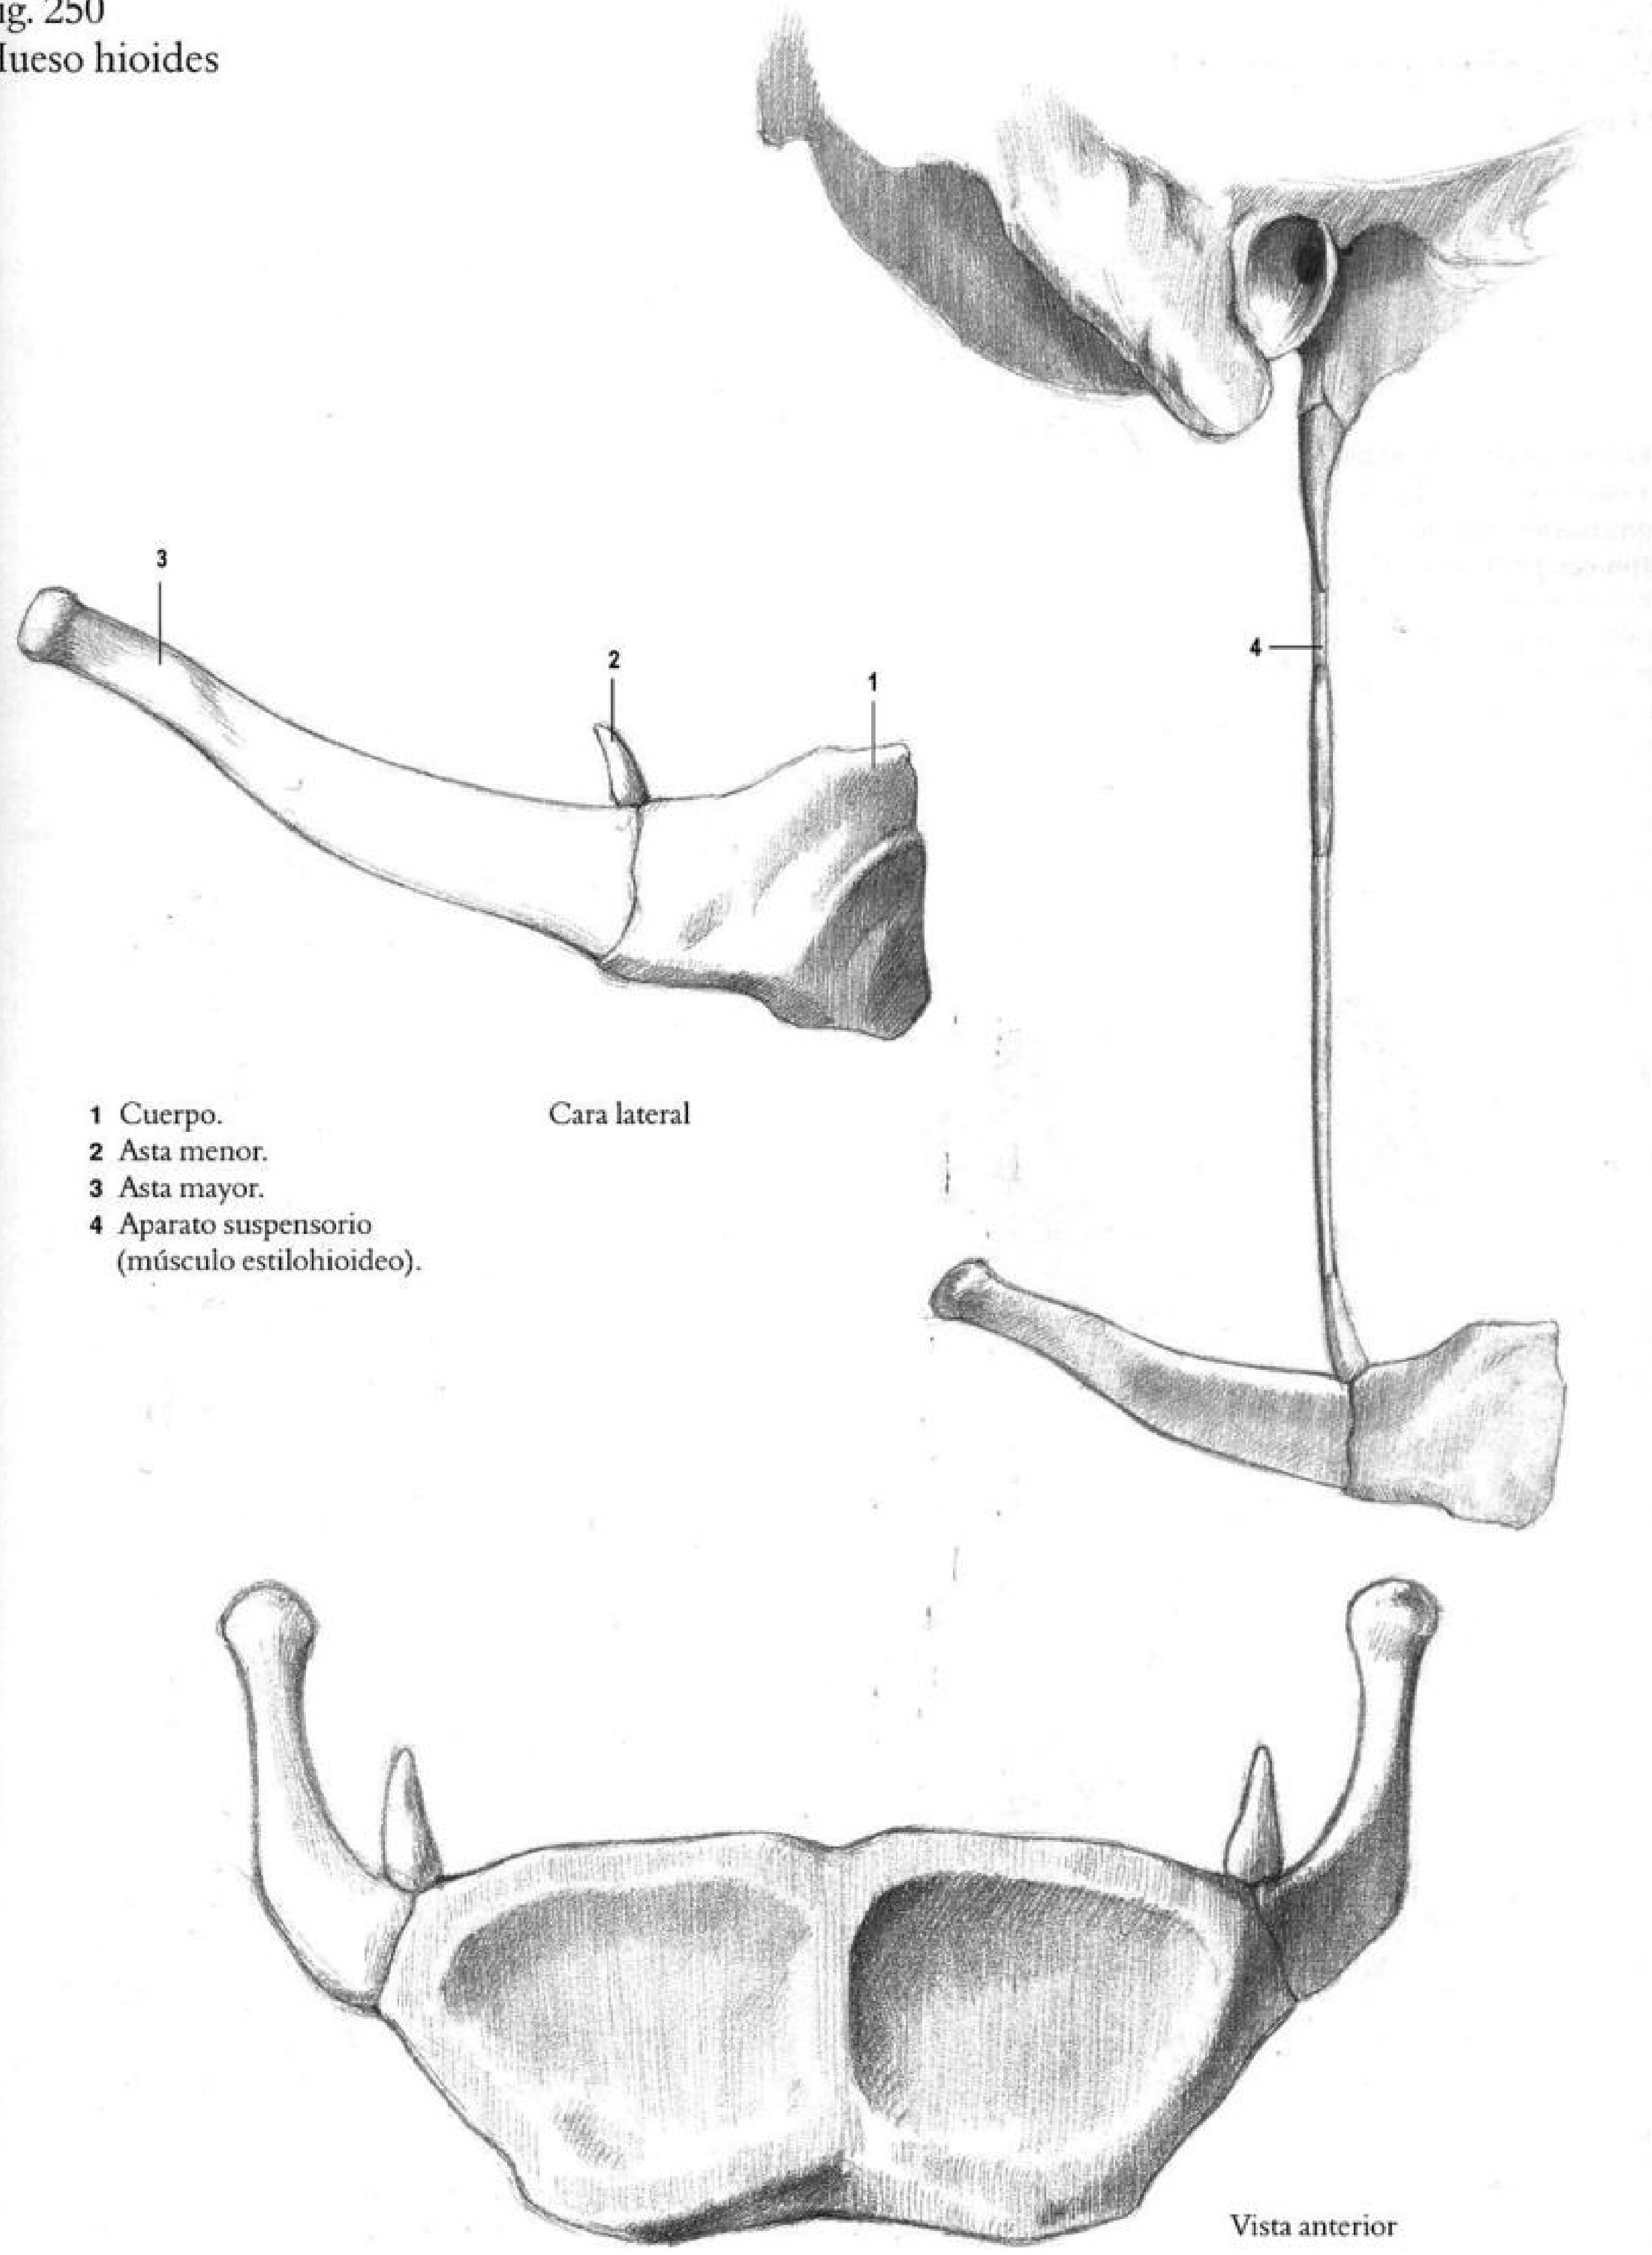 ig. 250
ueso hioides
3
2
1
4
1 Cuerpo.
2 Asta menor.
3 Asta mayor.
4 Aparato suspensorio
(músculo estilohioideo).
Cara lateral
Vista anterior